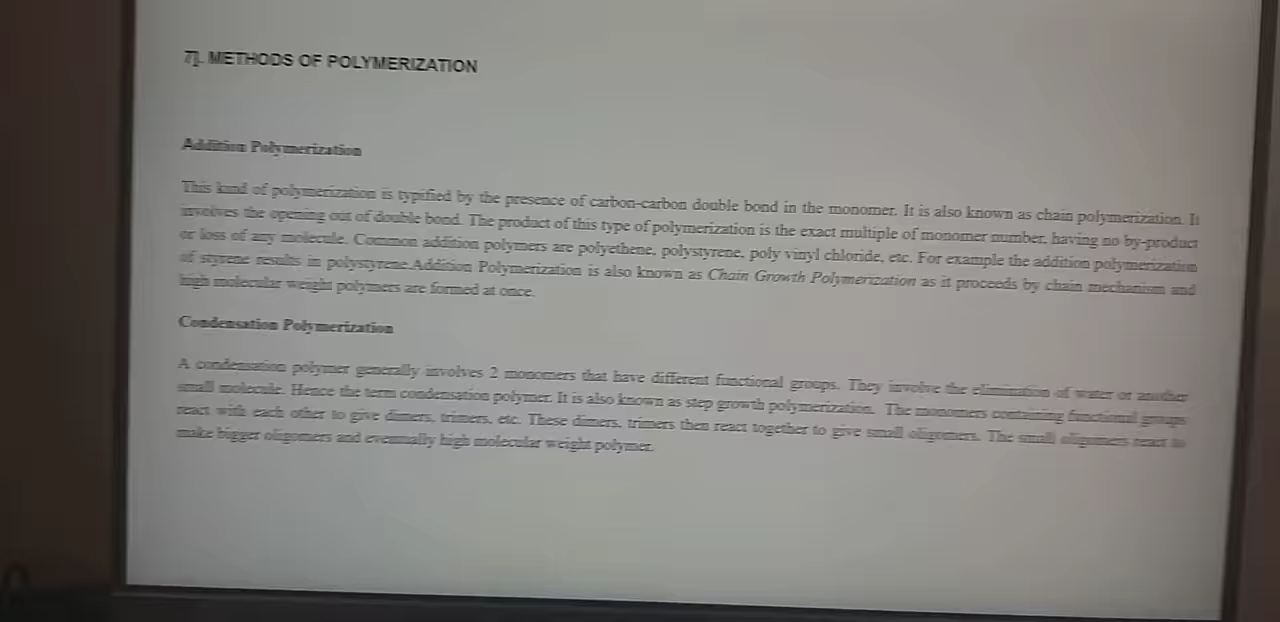 7]. METHODS OF POLYMERIZATION
Addition Polymerization
This kind of polymerization is typified by the presence of carbon-carbon double bond in the monomer. It is also known as chain polymerization. It
involves the opening out of double bond. The product of this type of polymerization is the exact multiple of monomer number, having no by-product
or loss of any molecule. Common addition polymers are polyethene, polystyrene, poly vinyl chloride, etc. For example the addition polymerization
of styrene results in polystyrene.Addition Polymerization is also known as Chain Growth Polymerization as it proceeds by chain mechanism and
high molecular weight polymers are formed at once.
Condensation Polymerization
A condensation polymer generally involves 2 monomers that have different functional groups. They involve the elimination of water or another
small molecule. Hence the term condensation polymer. It is also known as step growth polymerization. The monomers containing functional groups
react with each other to give dimers, trimers, etc. These dimers, trimers then react together to give small oligomers. The small oligomers react to
make bigger oligomers and eventually high molecular weight polymer.